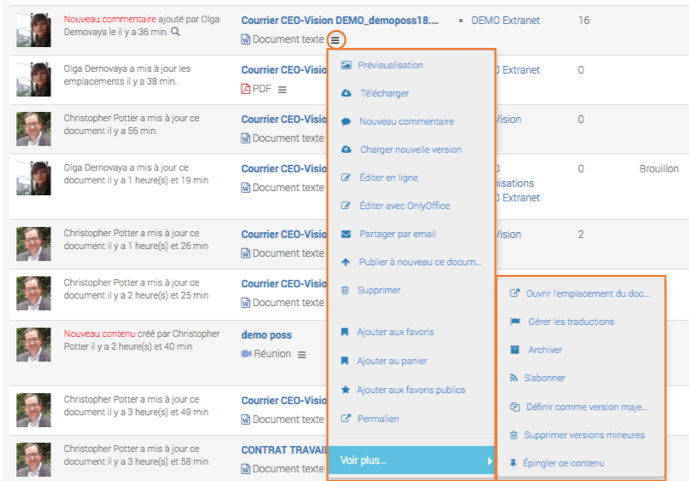 Nouveau commentaire ajouté par Olga
Dernovaya le il y a 36 min.
Courrier CEO-Vision DEMO_demoposs18....
DEMO Extranet
16
Document texte
Olga Dernovaya a mis à jour les
emplacements il y a 38 min..
Courrier CEO-Visio
Extranet
0
PDF
Christopher Potter a mis à jour ce
document il y a 56 min.
Courrier CEO-Visio
Vision
0
Document texte
Olga Dernovaya a mis à jour ce
document il y a 1 heure(s) et 19 min
Courrier CEO-Visio
0
Brouillon
Document texte
nisations
Extranet
Christopher Potter a mis à jour ce
document il y a 1 heure(s) et 26 min
Courrier CEO-Visio
Vision
2
Document texte
Christopher Potter a mis à jour ce
document il y a 2 heure(s) et 25 min
Courrier CEO-Visio
Document texte
Nouveau contenu créé par Christopher
Potter il y a 2 heure(s) et 40 min
demo poss
Réunion
Christopher Potter a mis à jour ce
document il y a 3 heure(s) et 49 min
Courrier CEO-Visio
Document texte
Christopher Potter a mis à jour ce
document il y a 3 heure(s) et 58 min
CONTRAT TRAVAIL
Document texte
Prévisualisation
Télécharger
Nouveau commentaire
Charger nouvelle version
Éditer en ligne
Éditer avec OnlyOffice
Partager par email
Publier à nouveau ce docum...
Supprimer
Ajouter aux favoris
Ajouter au panier
Ajouter aux favoris publics
Permalien
Voir plus...
Ouvrir l'emplacement du doc...
Gérer les traductions
Archiver
S'abonner
Définir comme version maje...
Supprimer versions mineures
Épingler ce contenu